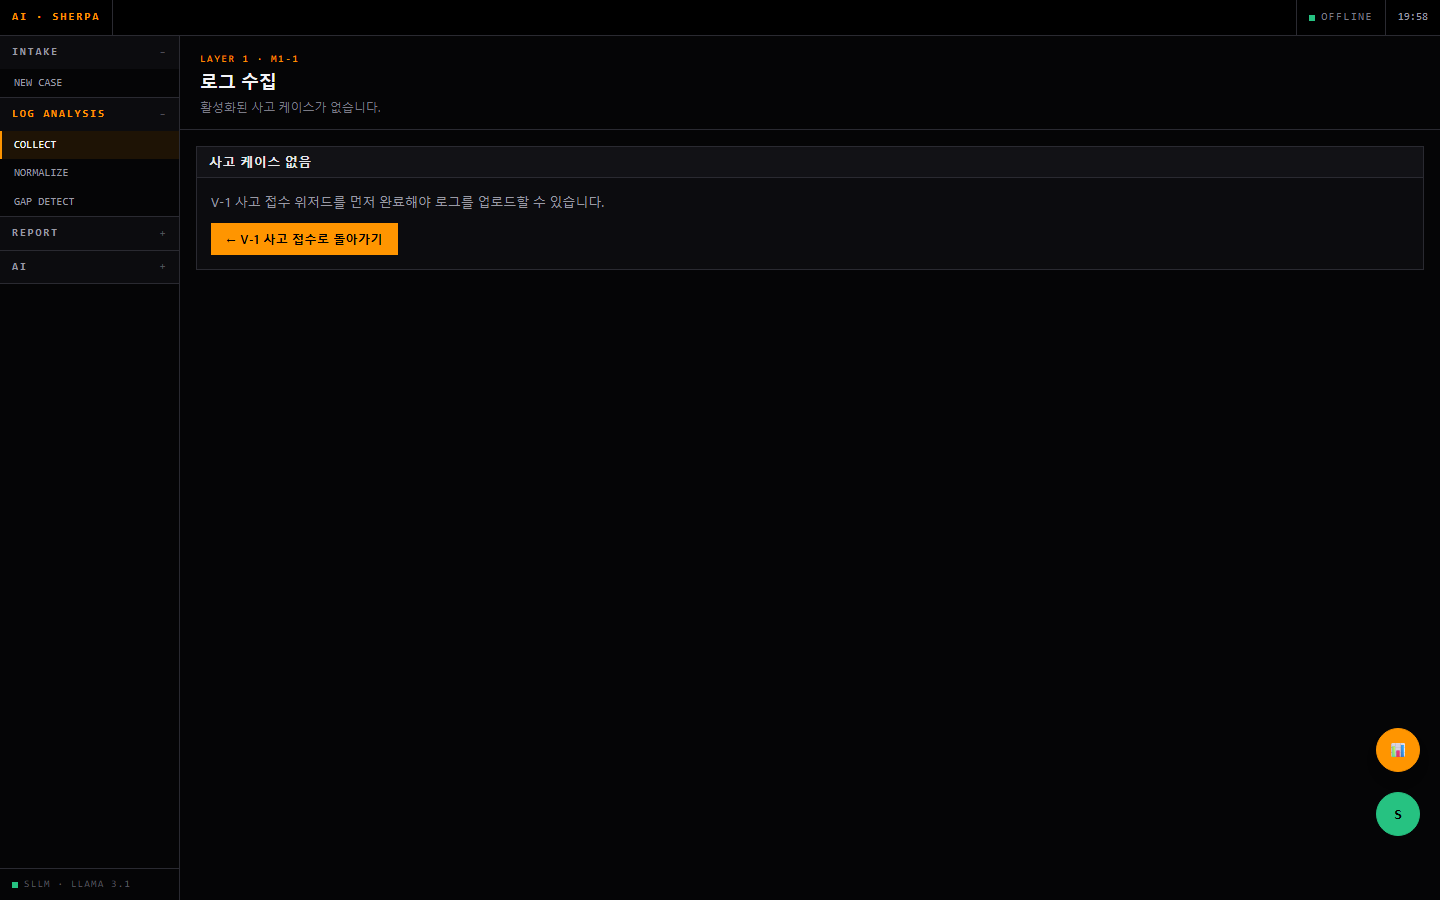 AI · SHERPA
OFFLINE
19:58
INTAKE –
NEW CASE
LOG ANALYSIS –
COLLECT
NORMALIZE
GAP DETECT
REPORT +
AI +
SLLM · LLAMA 3.1
LAYER 1 · M1-1
로그 수집
활성화된 사고 케이스가 없습니다.
사고 케이스 없음
V-1 사고 접수 위저드를 먼저 완료해야 로그를 업로드할 수 있습니다.
← V-1 사고 접수로 돌아가기
S